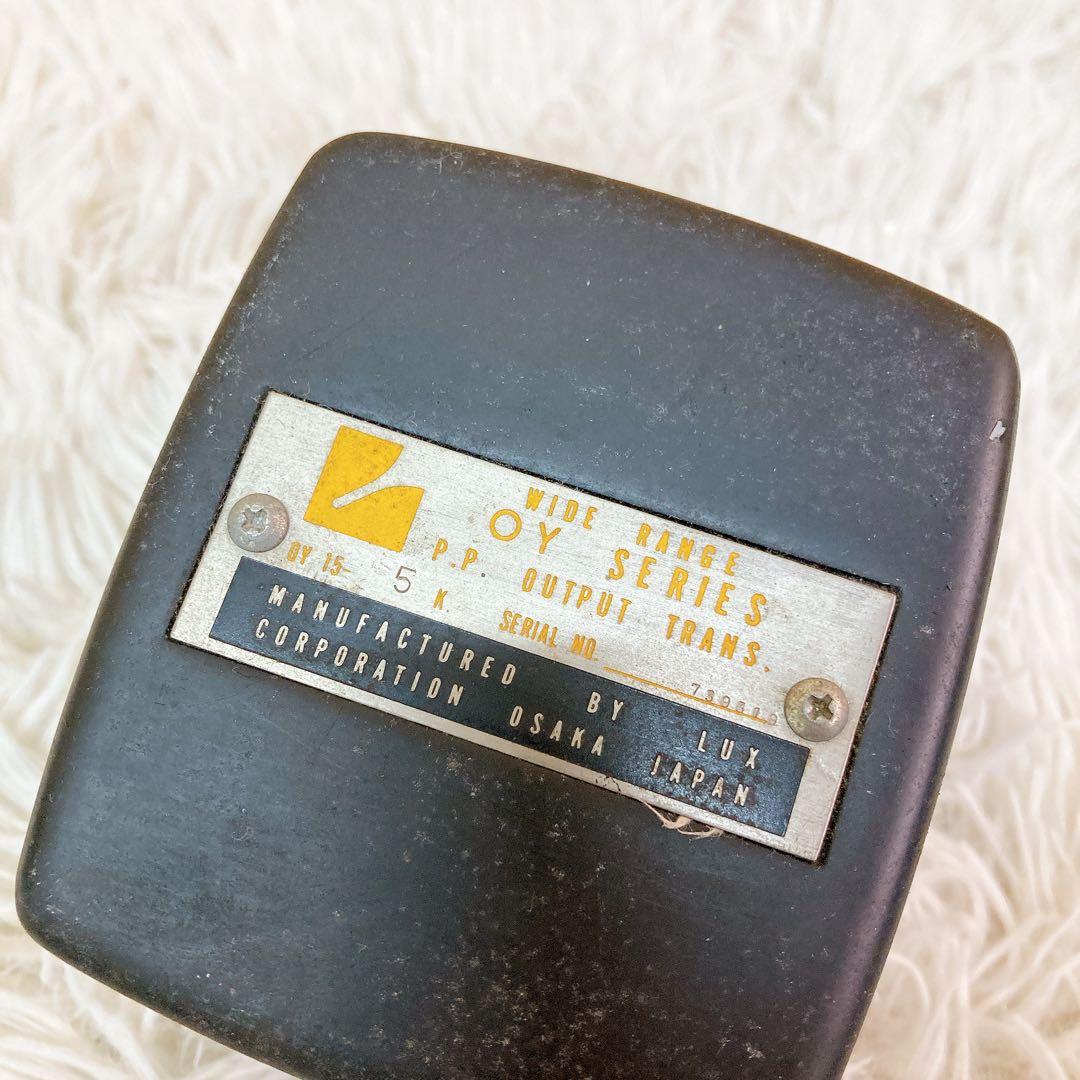 WIDE RANGE
OY SERIES
P.P. OUTPUT TRANS.
OY 15- 5 K.
SERIAL NO.
MANUFACTURED BY LUX
CORPORATION OSAKA JAPAN